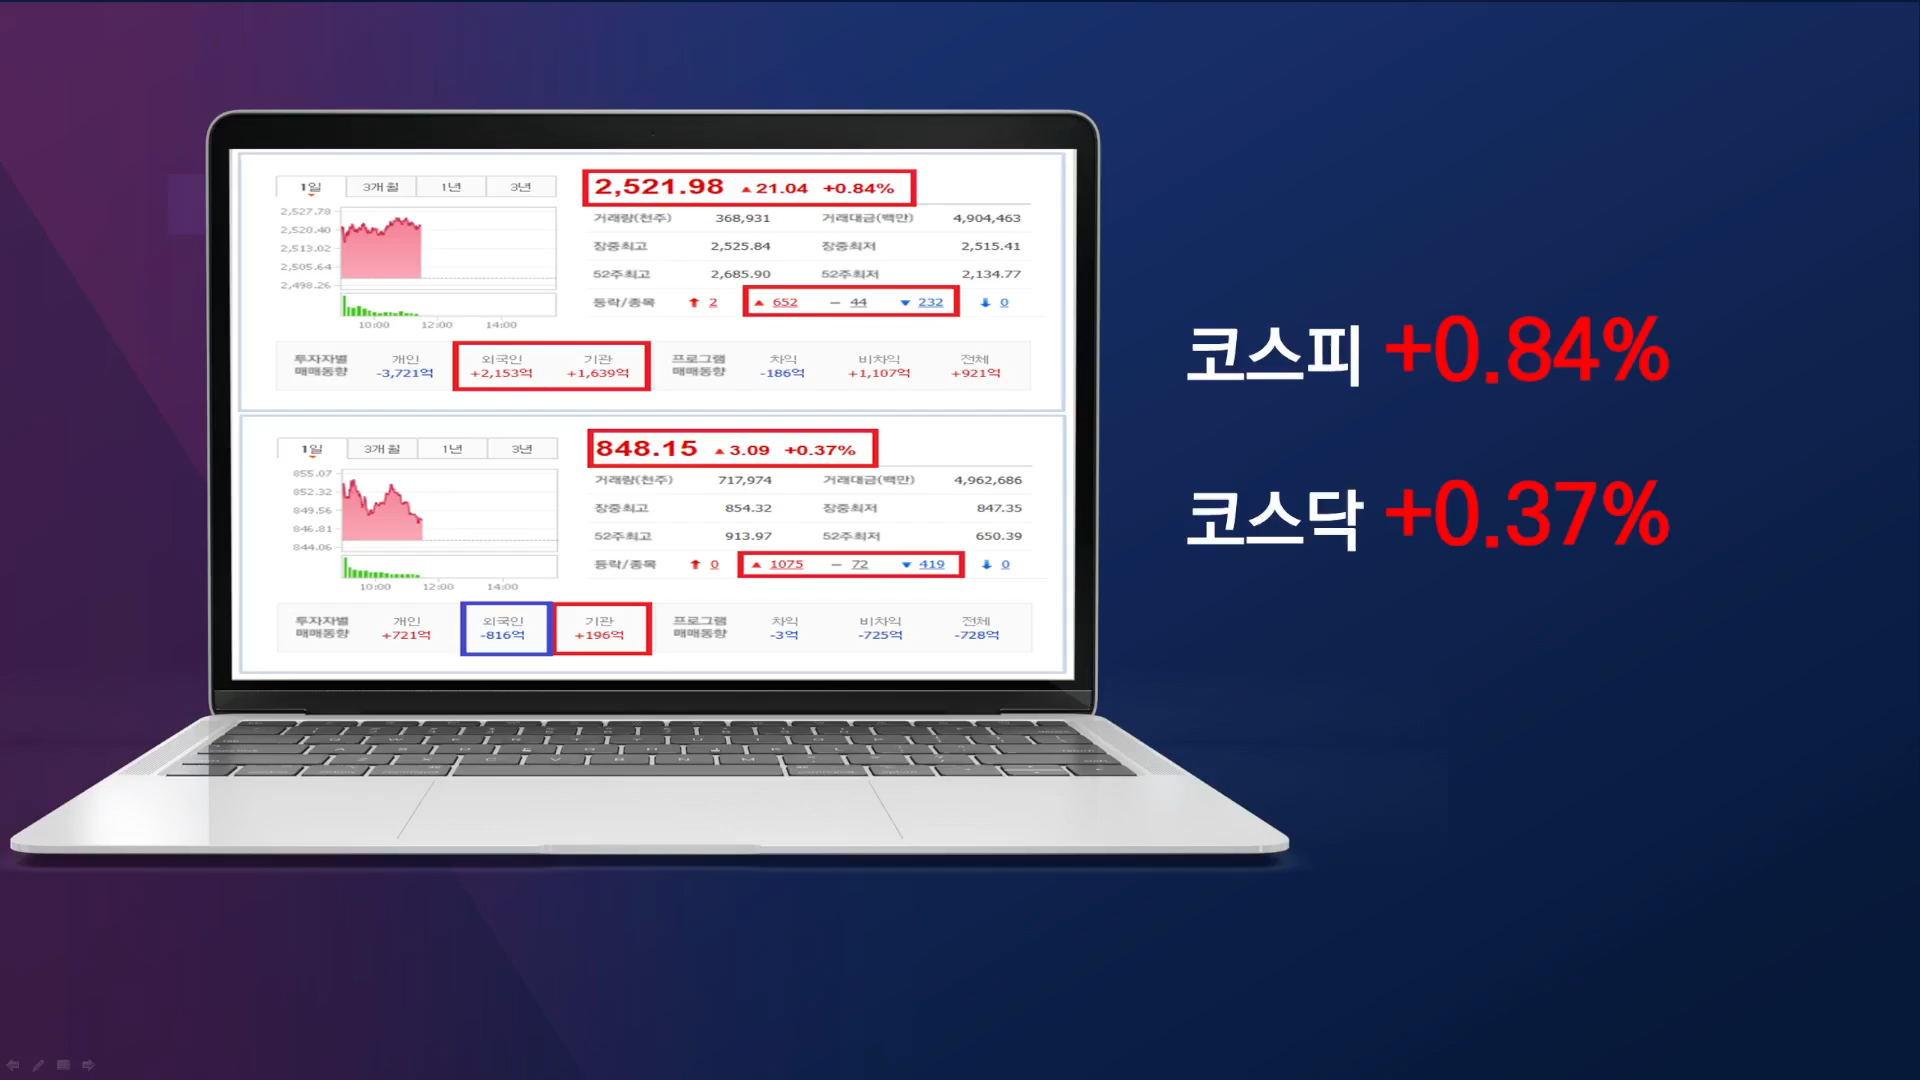 1일 3개월 1년 3년
2,521.98 ▲ 21.04 +0.84%
2,527.78
2,520.40
2,513.02
2,505.64
2,498.26
10:00 12:00 14:00
거래량(천주) 368,931 거래대금(백만) 4,904,463
장중최고 2,525.84 장중최저 2,515.41
52주최고 2,685.90 52주최저 2,134.77
등락/종목 ↑ 2 ▲ 652 − 44 ▼ 232 ↓ 0
투자자별 매매동향 개인 -3,721억 외국인 +2,153억 기관 +1,639억 프로그램 매매동향 차익 -186억 비차익 +1,107억 전체 +921억
1일 3개월 1년 3년
848.15 ▲ 3.09 +0.37%
855.07
852.32
849.56
846.81
844.06
10:00 12:00 14:00
거래량(천주) 717,974 거래대금(백만) 4,962,686
장중최고 854.32 장중최저 847.35
52주최고 913.97 52주최저 650.39
등락/종목 ↑ 0 ▲ 1075 − 72 ▼ 419 ↓ 0
투자자별 매매동향 개인 +721억 외국인 -816억 기관 +196억 프로그램 매매동향 차익 -3억 비차익 -725억 전체 -728억
코스피 +0.84%
코스닥 +0.37%